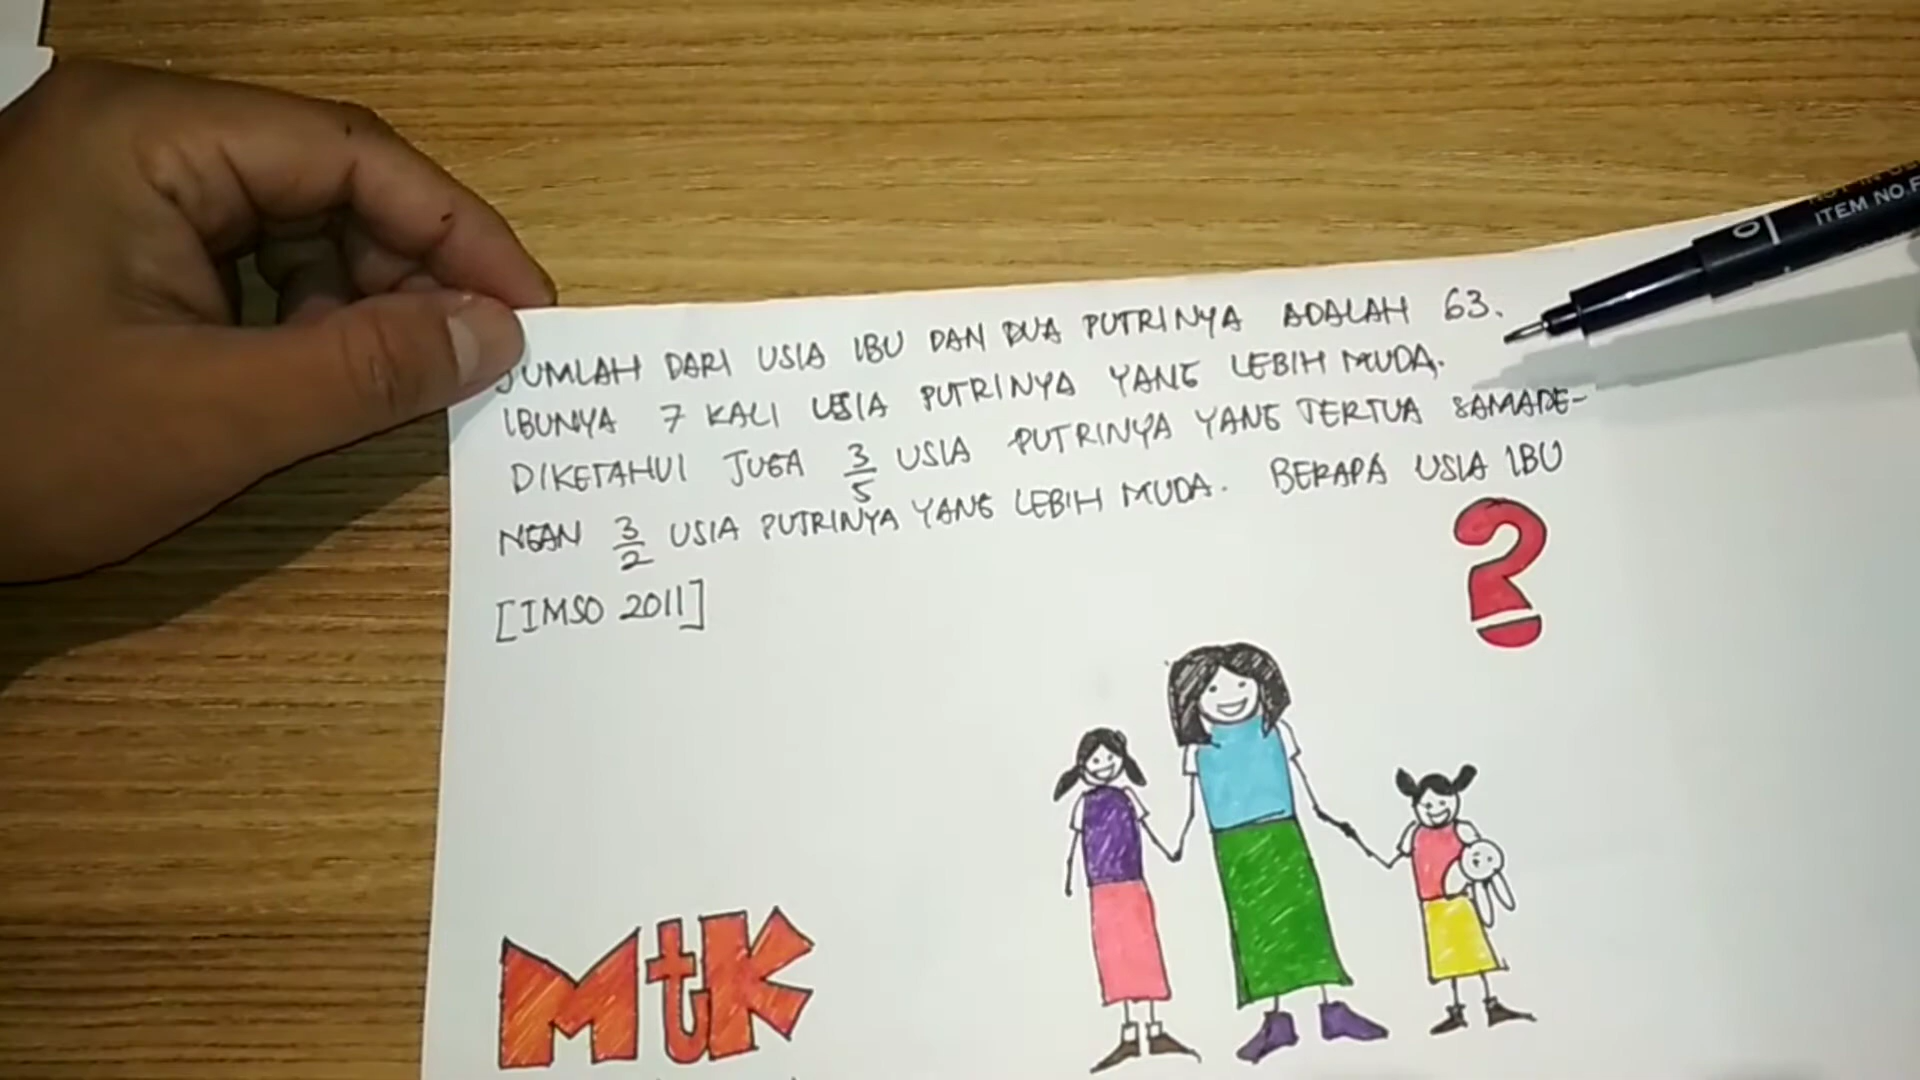 JUMLAH DARI USIA IBU DAN DUA PUTRINYA ADALAH 63.
IBUNYA 7 KALI USIA PUTRINYA YANG LEBIH MUDA.
DIKETAHUI JUGA 3/5 USIA PUTRINYA YANG TERTUA SAMADE-
NGAN 3/2 USIA PUTRINYA YANG LEBIH MUDA. BERAPA USIA IBU
?
[IMSO 2011]
MtK
ITEM NO.F